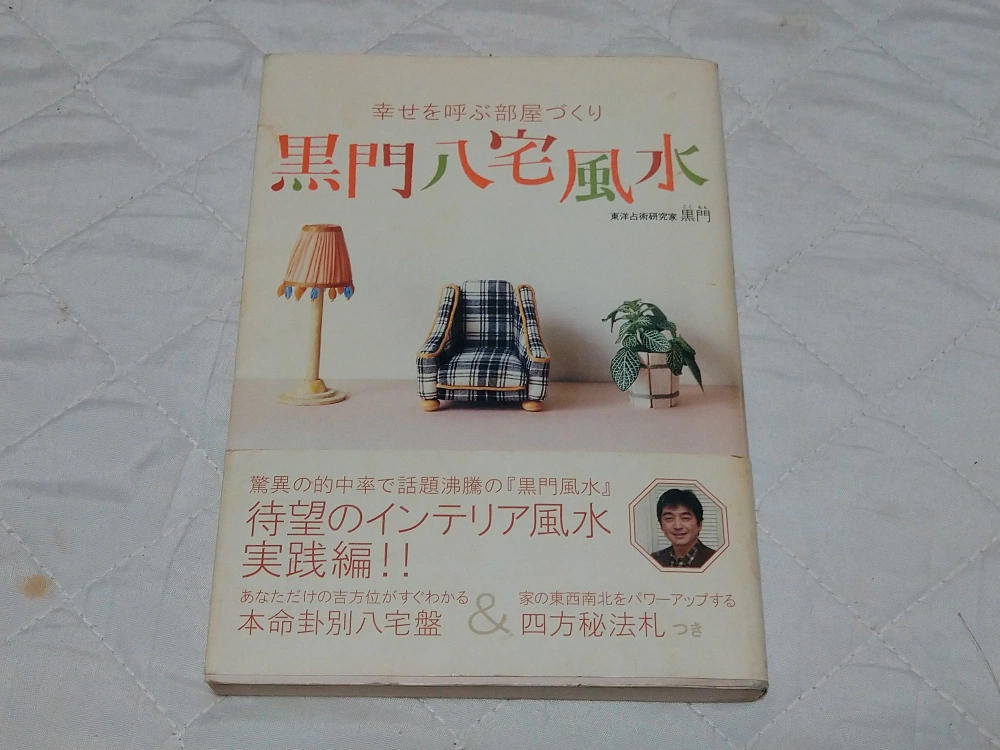 幸せを呼ぶ部屋づくり
黒門八宅風水
東洋占術研究家 黒門
こく もん
驚異の的中率で話題沸騰の『黒門風水』
待望のインテリア風水
実践編!!
あなただけの吉方位がすぐわかる
本命卦別八宅盤
&
家の東西南北をパワーアップする
四方秘法札 つき